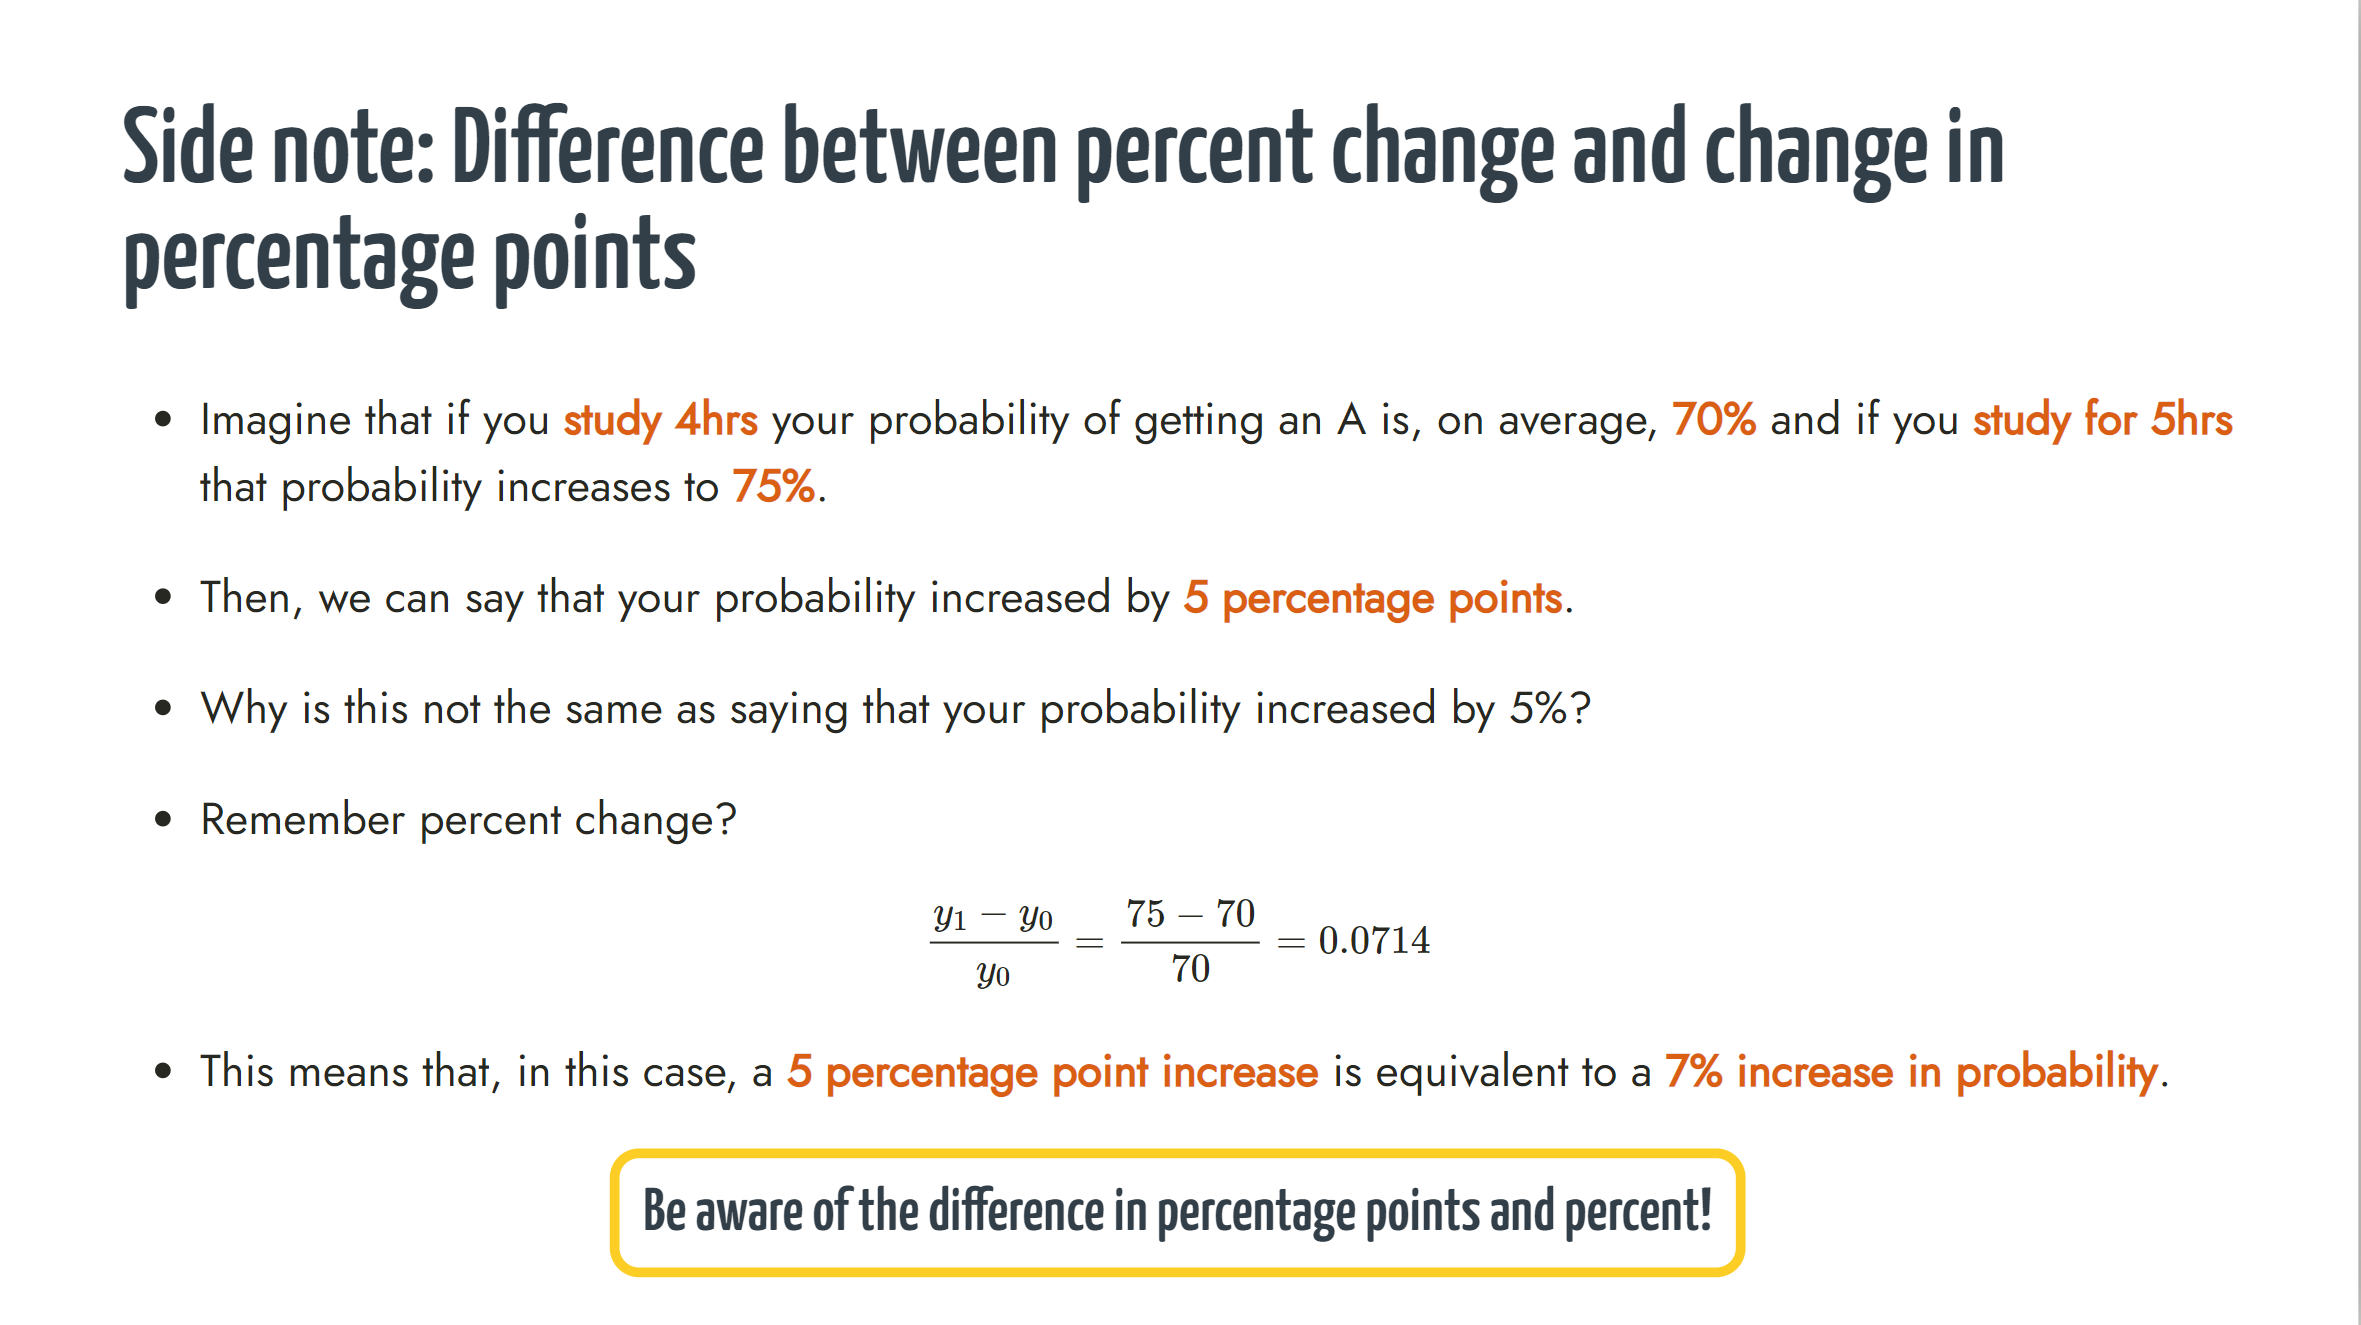 Side note: Difference between percent change and change in
percentage points
• Imagine that if you study 4hrs your probability of getting an A is, on average, 70% and if you study for 5hrs
that probability increases to 75%.
• Then, we can say that your probability increased by 5 percentage points.
• Why is this not the same as saying that your probability increased by 5%?
• Remember percent change?
\frac{y_1 − y_0}{y_0} = \frac{75 − 70}{70} = 0.0714
• This means that, in this case, a 5 percentage point increase is equivalent to a 7% increase in probability.
Be aware of the difference in percentage points and percent!